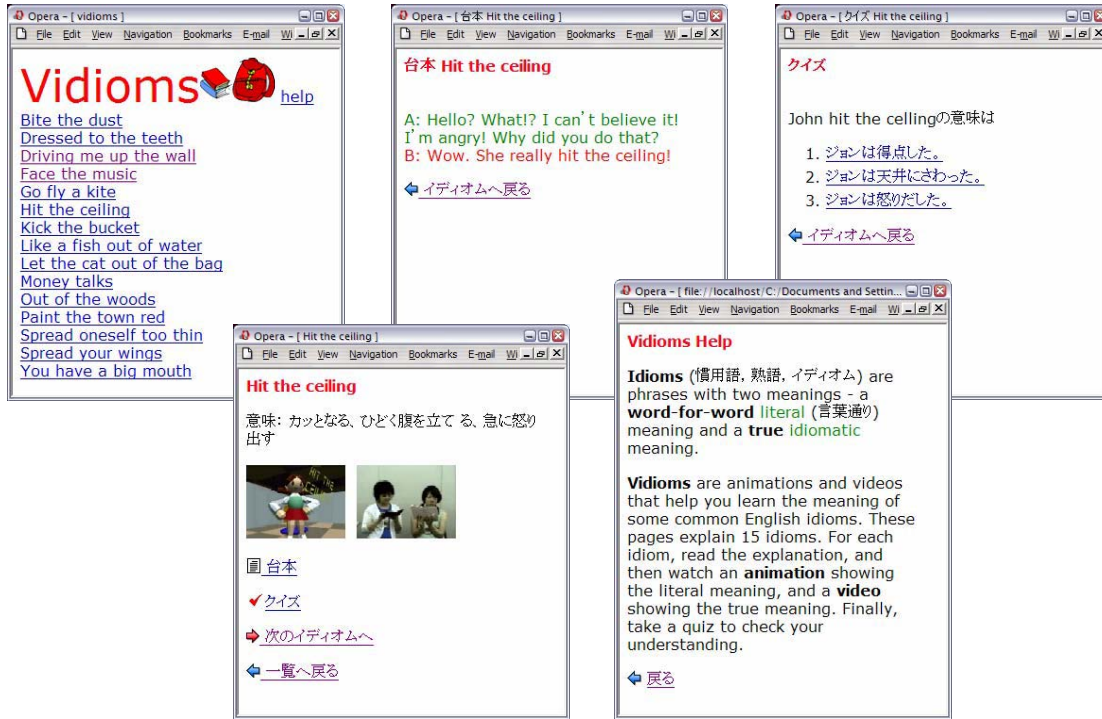 Opera - [ vidioms ]
File Edit View Navigation Bookmarks E-mail Wi
Vidioms help
Bite the dust
Dressed to the teeth
Driving me up the wall
Face the music
Go fly a kite
Hit the ceiling
Kick the bucket
Like a fish out of water
Let the cat out of the bag
Money talks
Out of the woods
Paint the town red
Spread oneself too thin
Spread your wings
You have a big mouth
Opera - [ 台本 Hit the ceiling ]
File Edit View Navigation Bookmarks E-mail Wi
台本 Hit the ceiling
A: Hello? What!? I can't believe it!
I'm angry! Why did you do that?
B: Wow. She really hit the ceiling!
イディオムへ戻る
Opera - [ クイズ Hit the ceiling ]
File Edit View Navigation Bookmarks E-mail Wi
クイズ
John hit the cellingの意味は
1. ジョンは得点した。
2. ジョンは天井にさわった。
3. ジョンは怒りだした。
イディオムへ戻る
Opera - [ Hit the ceiling ]
File Edit View Navigation Bookmarks E-mail Wi
Hit the ceiling
意味: カッとなる、ひどく腹を立て る、急に怒り
出す
HIT THE
CEILING
台本
クイズ
次のイディオムへ
一覧へ戻る
Opera - [ file://localhost/C:/Documents and Settin...
File Edit View Navigation Bookmarks E-mail Wi
Vidioms Help
Idioms (慣用語, 熟語, イディオム) are
phrases with two meanings - a
word-for-word literal (言葉通り)
meaning and a true idiomatic
meaning.
Vidioms are animations and videos
that help you learn the meaning of
some common English idioms. These
pages explain 15 idioms. For each
idiom, read the explanation, and
then watch an animation showing
the literal meaning, and a video
showing the true meaning. Finally,
take a quiz to check your
understanding.
戻る